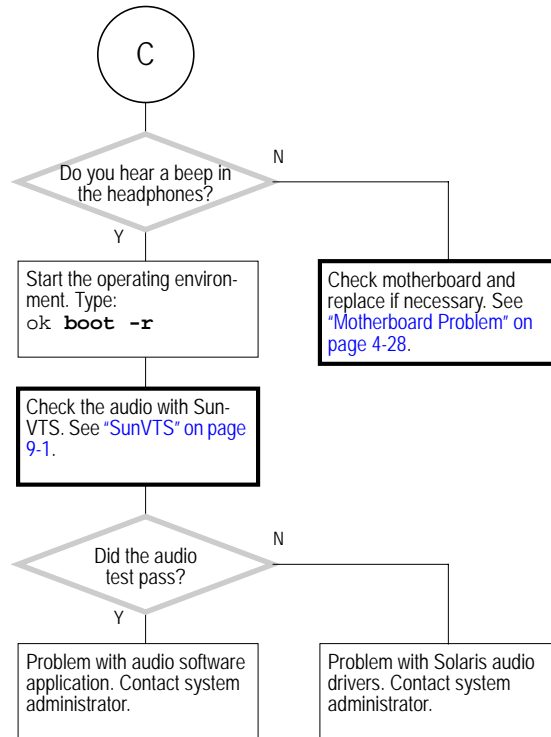 C
Do you hear a beep in
the headphones?
N
Y
Start the operating environ-
ment. Type:
ok boot -r
Check motherboard and
replace if necessary. See
“Motherboard Problem” on
page 4-28.
Check the audio with Sun-
VTS. See “SunVTS” on page
9-1.
Did the audio
test pass?
N
Y
Problem with audio software
application. Contact system
administrator.
Problem with Solaris audio
drivers. Contact system
administrator.